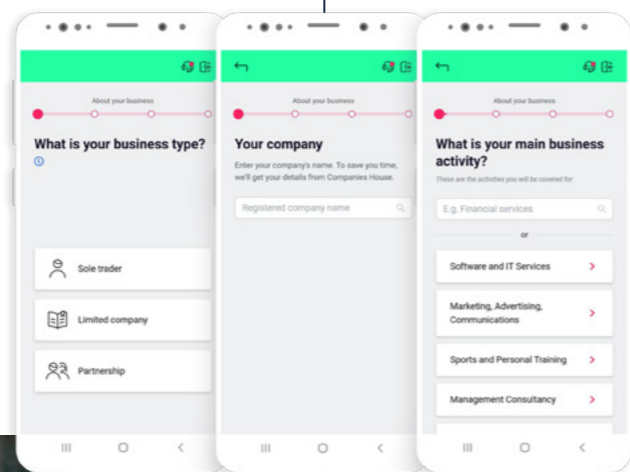 About your business
What is your business type?
Sole trader
Limited company
Partnership
About your business
Your company
Enter your company's name. To save you time,
we'll get your details from Companies House.
Registered company name
About your business
What is your main business
activity?
These are the activities you will be covered for
E.g. Financial services
or
Software and IT Services
Marketing, Advertising,
Communications
Sports and Personal Training
Management Consultancy